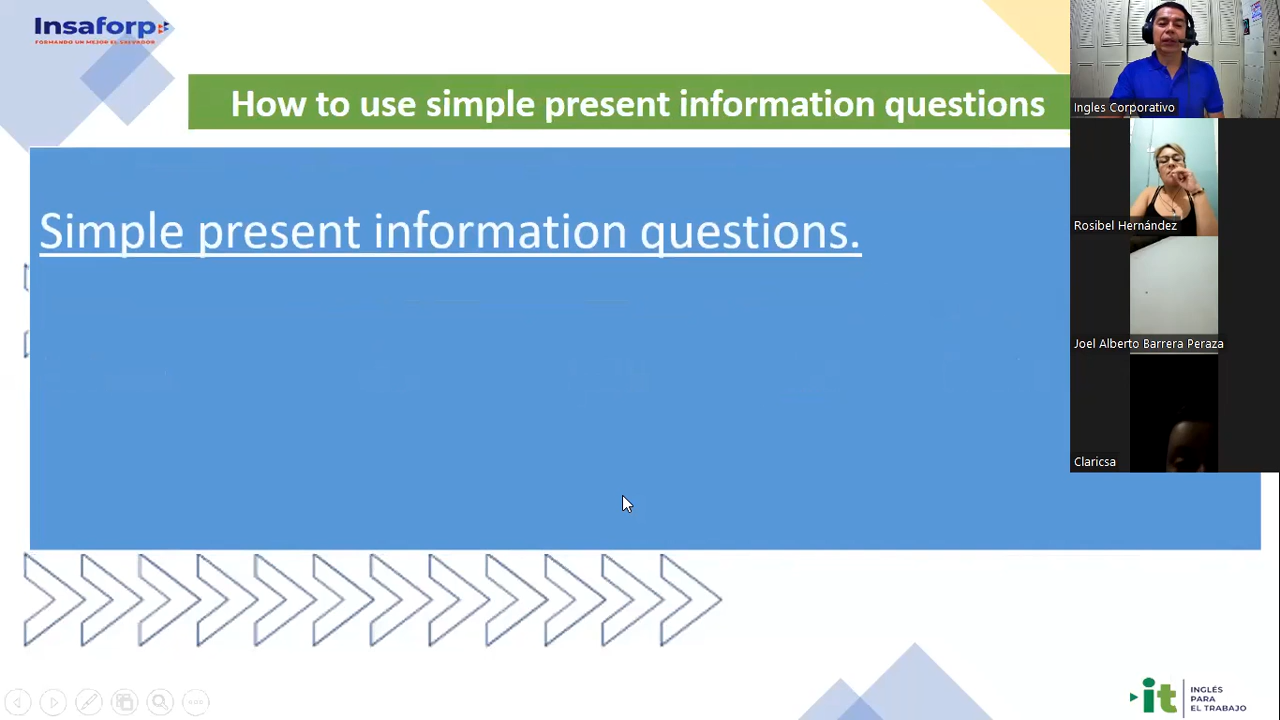 Insaforp
FORMANDO UN MEJOR EL SALVADOR
How to use simple present information questions
Ingles Corporativo
Simple present information questions.
Rosibel Hernández
Joel Alberto Barrera Peraza
Claricsa
it
INGLÉS
PARA
EL TRABAJO